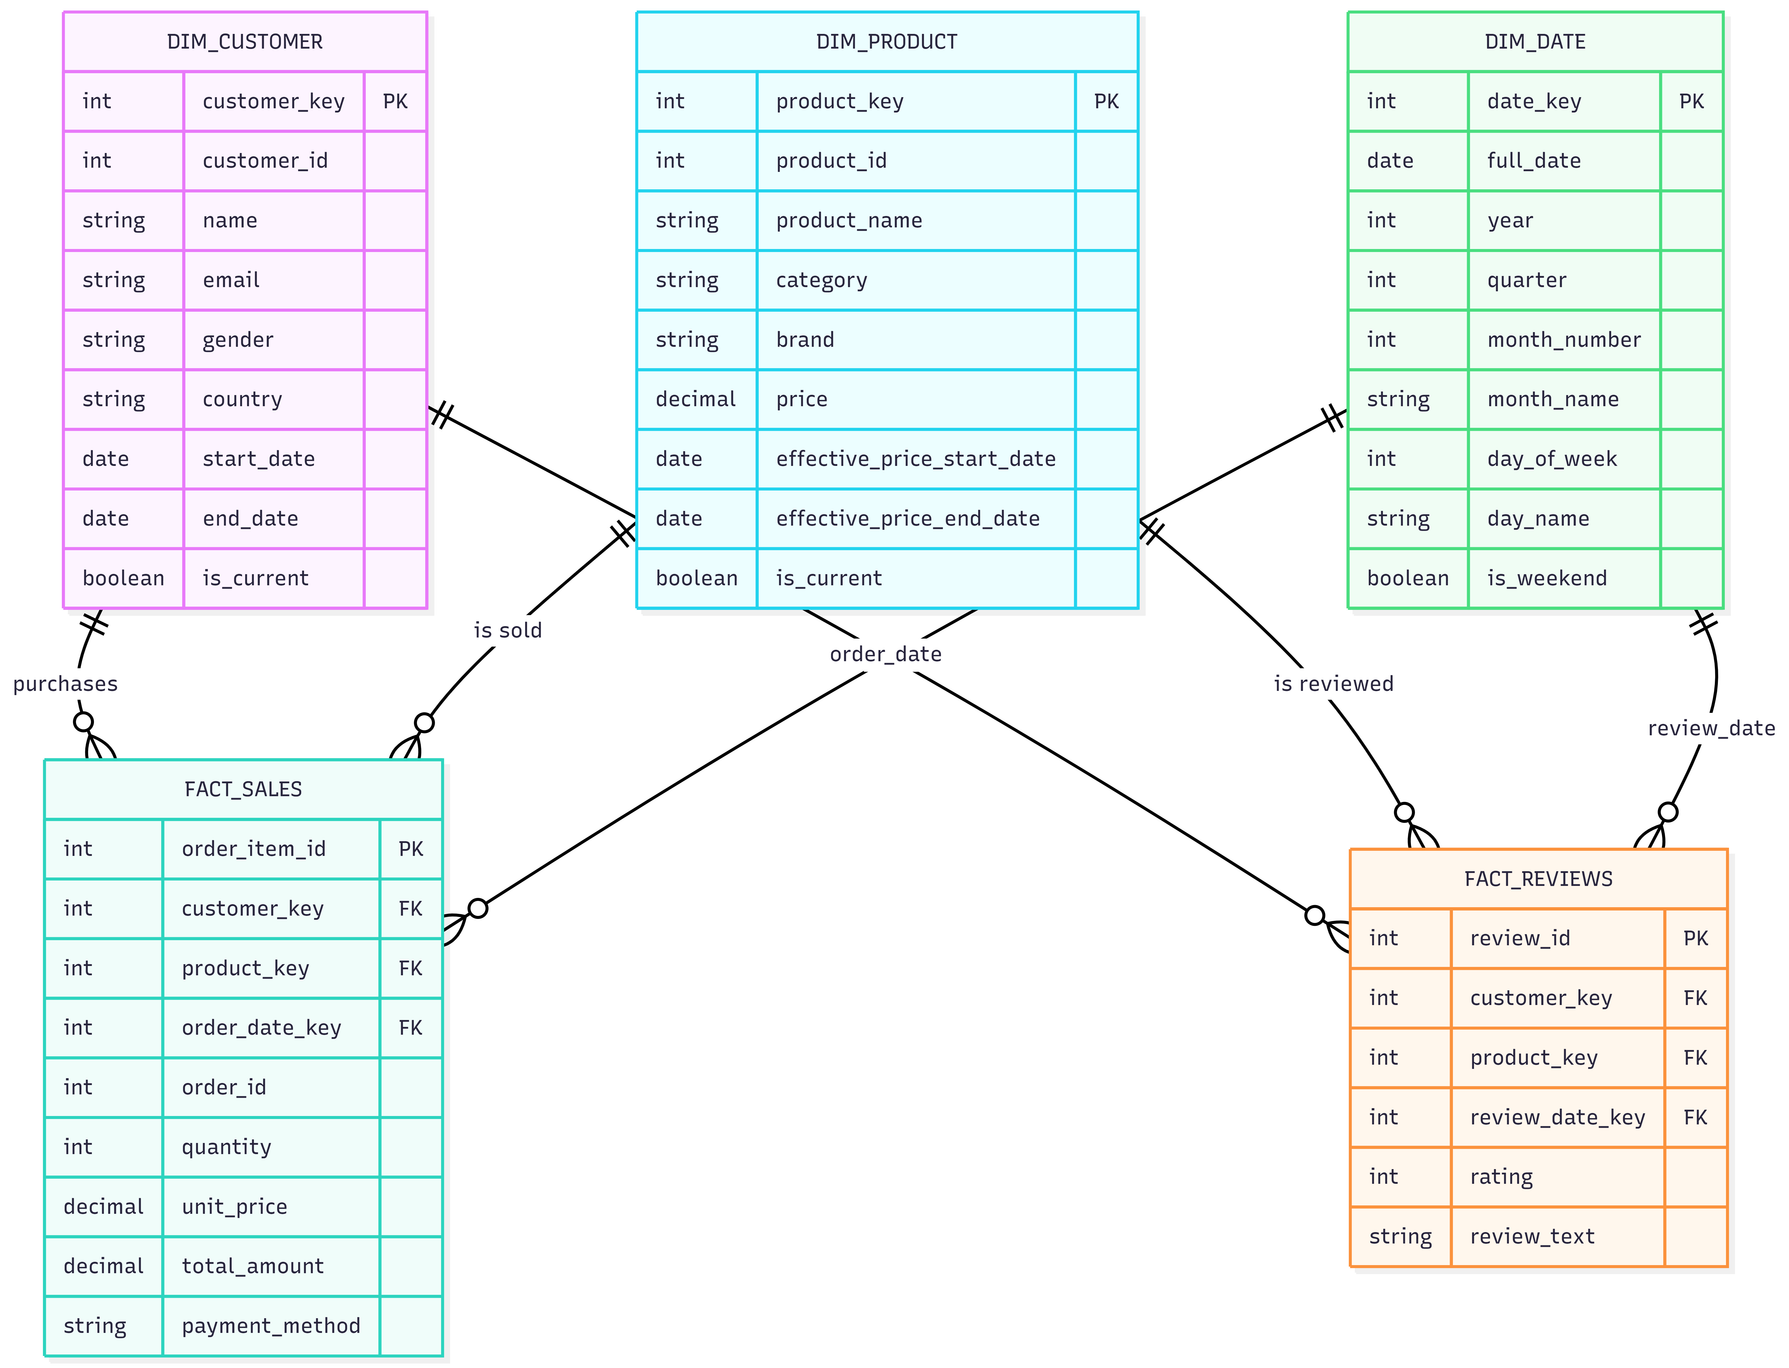 DIM_CUSTOMER
int customer_key PK
int customer_id
string name
string email
string gender
string country
date start_date
date end_date
boolean is_current
DIM_PRODUCT
int product_key PK
int product_id
string product_name
string category
string brand
decimal price
date effective_price_start_date
date effective_price_end_date
boolean is_current
DIM_DATE
int date_key PK
date full_date
int year
int quarter
int month_number
string month_name
int day_of_week
string day_name
boolean is_weekend
is sold
order_date
purchases
is reviewed
review_date
FACT_SALES
int order_item_id PK
int customer_key FK
int product_key FK
int order_date_key FK
int order_id
int quantity
decimal unit_price
decimal total_amount
string payment_method
FACT_REVIEWS
int review_id PK
int customer_key FK
int product_key FK
int review_date_key FK
int rating
string review_text